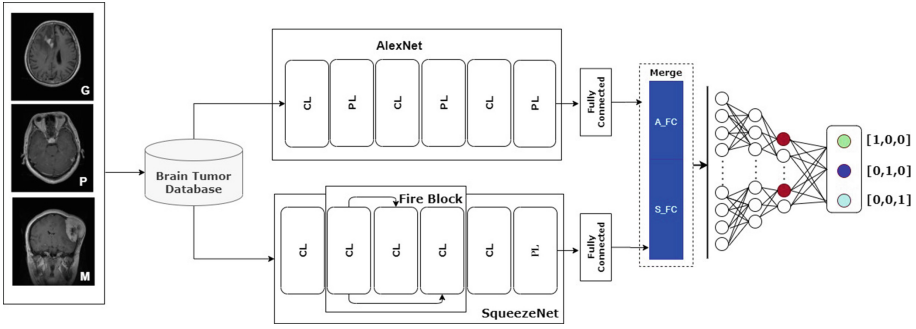 G
P
M
Brain Tumor
Database
AlexNet
CL
PL
CL
PL
CL
PL
Fully
Connected
Fire Block
CL
CL
CL
CL
CL
PL
SqueezeNet
Fully
Connected
Merge
A_FC
S_FC
[1,0,0]
[0,1,0]
[0,0,1]